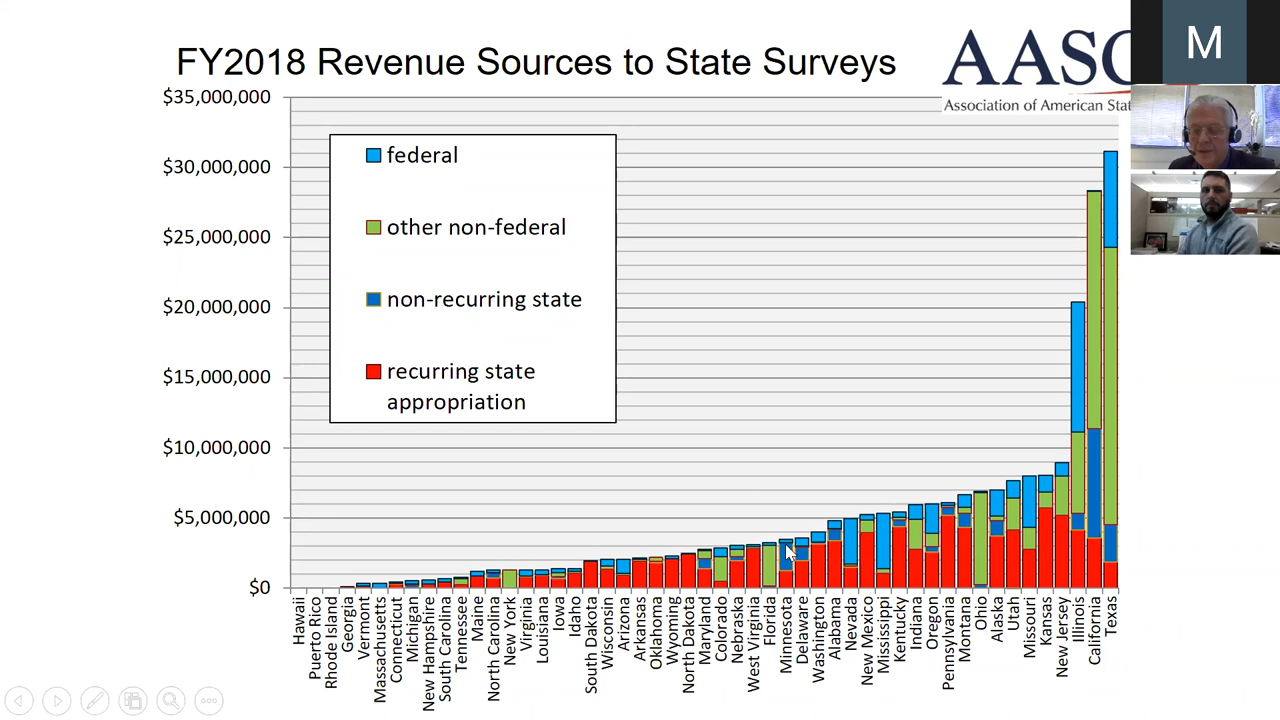 FY2018 Revenue Sources to State Surveys
AASG
Association of American Stat
M
$35,000,000
$30,000,000
$25,000,000
$20,000,000
$15,000,000
$10,000,000
$5,000,000
$0
federal
other non-federal
non-recurring state
recurring state
appropriation
Hawaii
Puerto Rico
Rhode Island
Georgia
Vermont
Massachusetts
Connecticut
Michigan
New Hampshire
South Carolina
Tennessee
Maine
North Carolina
New York
Virginia
Louisiana
Iowa
Idaho
South Dakota
Wisconsin
Arizona
Arkansas
Oklahoma
Wyoming
North Dakota
Maryland
Colorado
Nebraska
West Virginia
Florida
Minnesota
Delaware
Washington
Alabama
Nevada
New Mexico
Mississippi
Kentucky
Indiana
Oregon
Pennsylvania
Montana
Ohio
Alaska
Utah
Missouri
Kansas
New Jersey
Illinois
California
Texas